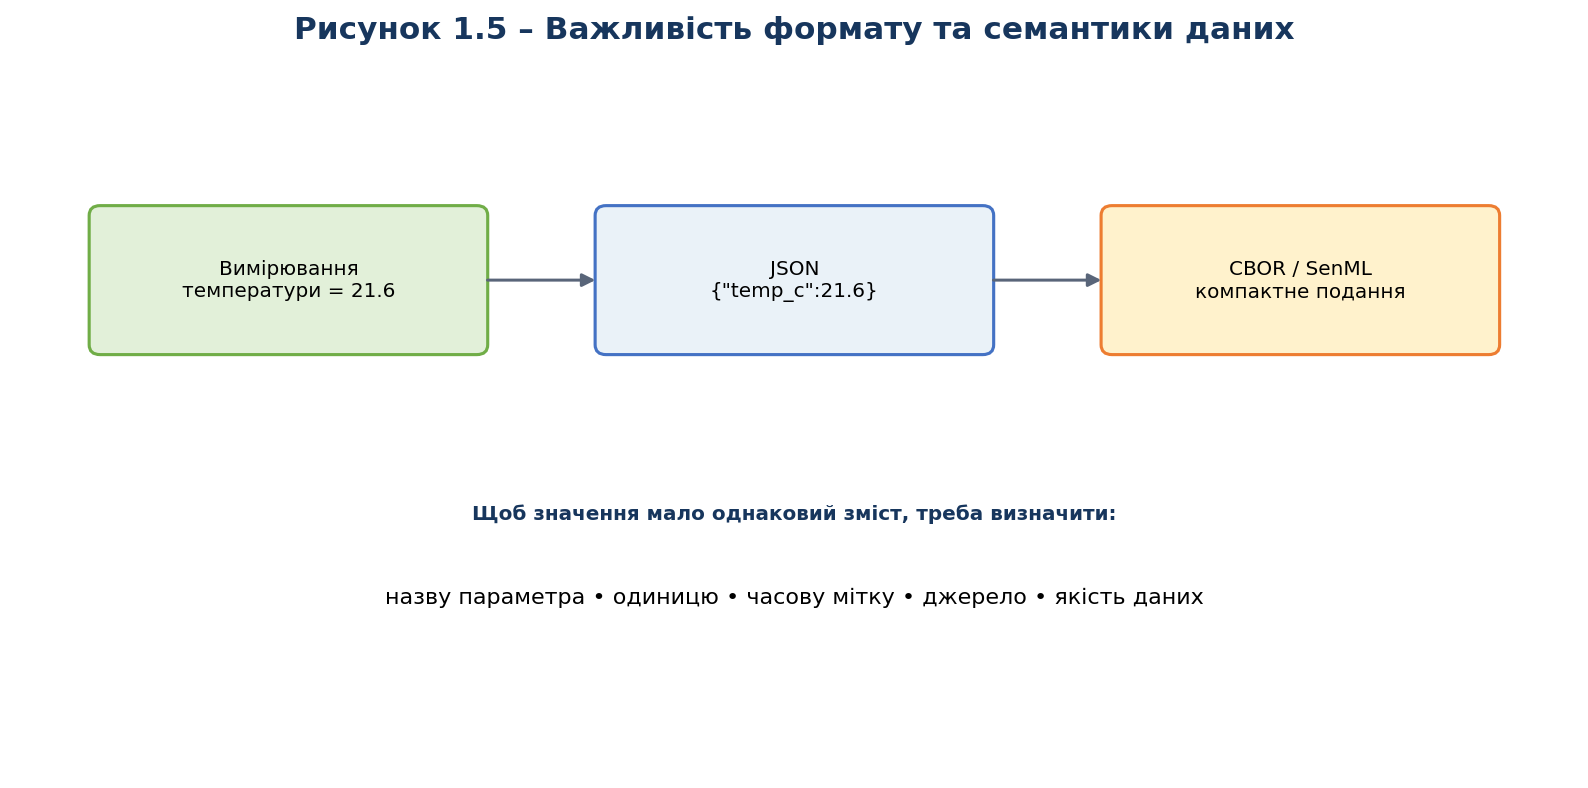 Рисунок 1.5 – Важливість формату та семантики даних
Вимірювання
температури = 21.6
JSON
{"temp_c":21.6}
CBOR / SenML
компактне подання
Щоб значення мало однаковий зміст, треба визначити:
назву параметра • одиницю • часову мітку • джерело • якість даних